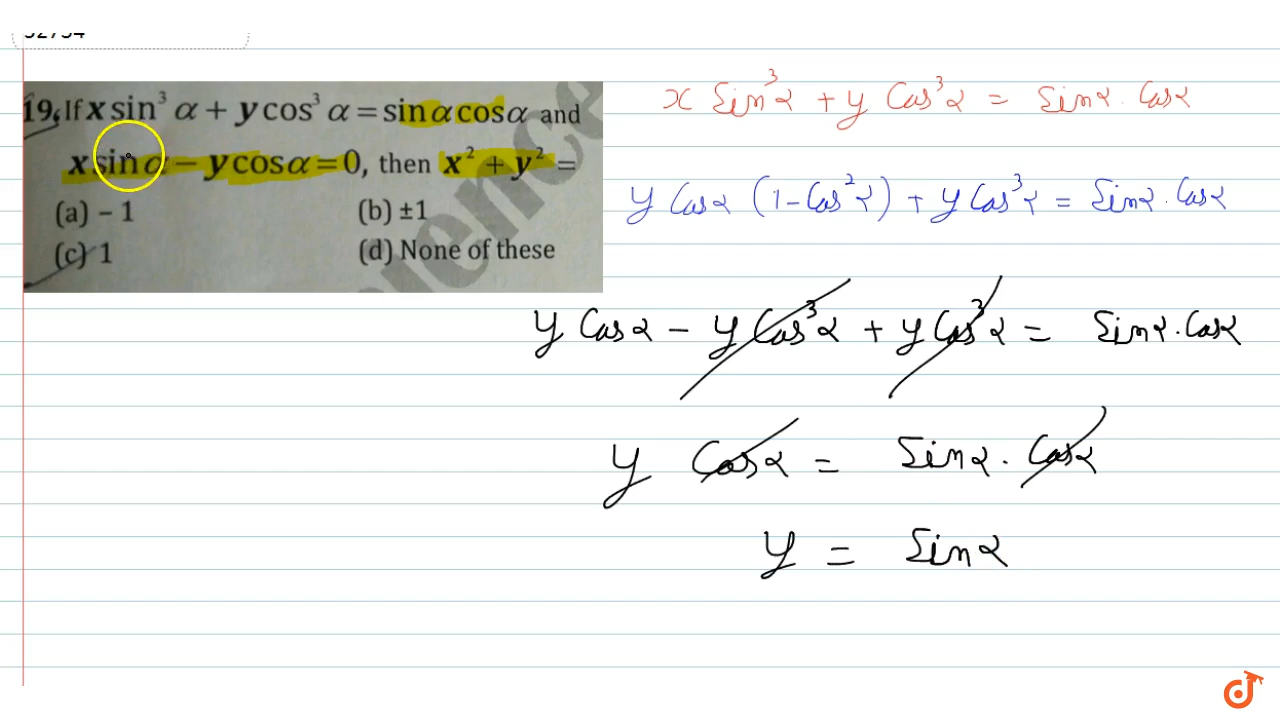 19. If x sin³ α + y cos³ α = sin α cos α and
x sin α − y cos α = 0, then x² + y² =
(a) – 1 (b) ±1
(c) 1 (d) None of these
x Sin³α + y Cos³α = Sinα . Cosα
y Cosα (1 - Cos²α) + y Cos³α = Sinα . Cosα
y Cosα - y Cos³α + y Cos³α = Sinα . Cosα
y Cosα = Sinα . Cosα
y = Sinα